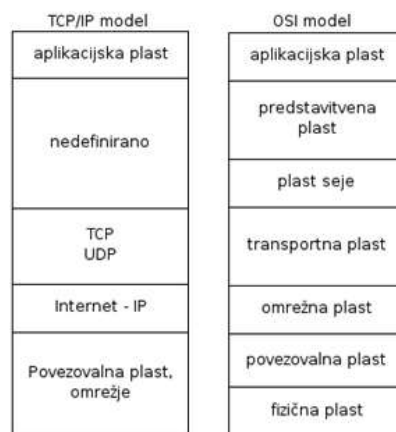 TCP/IP model
aplikacijska plast
nedefinirano
TCP
UDP
Internet - IP
Povezovalna plast,
omrežje
OSI model
aplikacijska plast
predstavitvena
plast
plast seje
transportna plast
omrežna plast
povezovalna plast
fizična plast